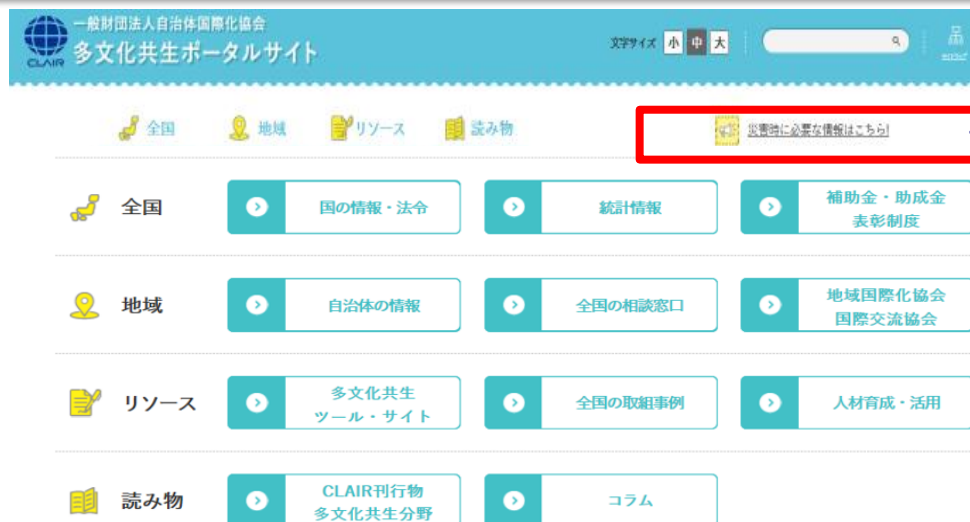 一般財団法人自治体国際化協会
CLAIR
多文化共生ポータルサイト
文字サイズ 小 中 大
全国 地域 リソース 読み物
災害時に必要な情報はこちら!
全国
国の情報・法令
統計情報
補助金・助成金
表彰制度
地域
自治体の情報
全国の相談窓口
地域国際化協会
国際交流協会
リソース
多文化共生
ツール・サイト
全国の取組事例
人材育成・活用
読み物
CLAIR刊行物
多文化共生分野
コラム